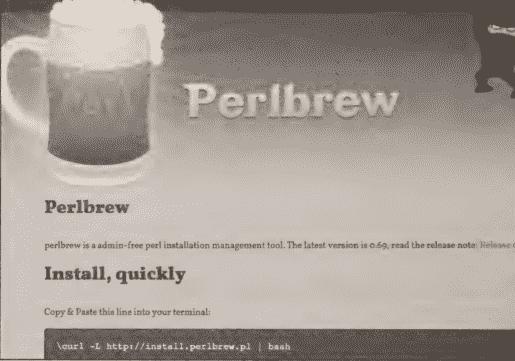 Perlbrew
Perlbrew
perlbrew is a admin-free perl installation management tool. The latest version is 0.69, read the release note: Release
Install, quickly
Copy & Paste this line into your terminal:
\curl -L http://install.perlbrew.pl | bash